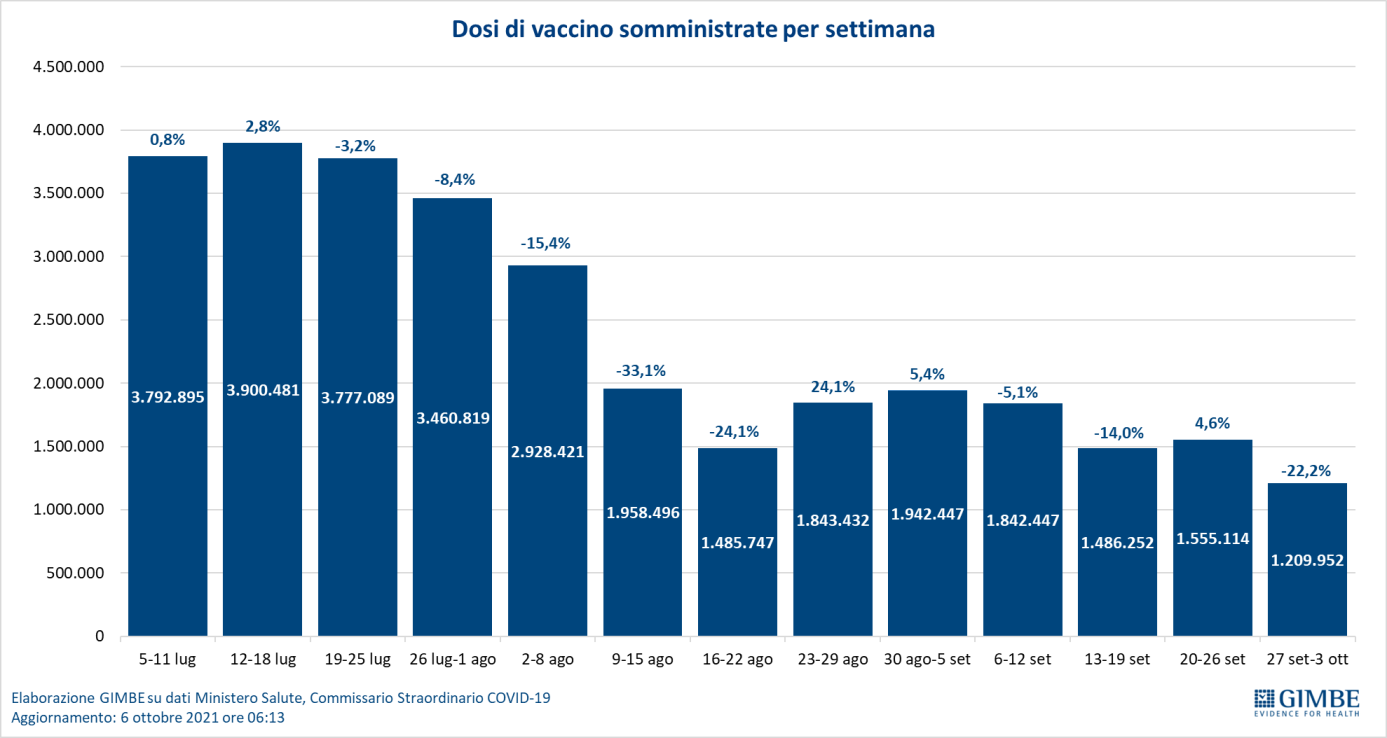 Dosi di vaccino somministrate per settimana
4.500.000
4.000.000
3.500.000
3.000.000
2.500.000
2.000.000
1.500.000
1.000.000
500.000
0
0,8%
2,8%
-3,2%
-8,4%
-15,4%
-33,1%
-24,1%
24,1%
5,4%
-5,1%
-14,0%
4,6%
-22,2%
3.792.895
3.900.481
3.777.089
3.460.819
2.928.421
1.958.496
1.485.747
1.843.432
1.942.447
1.842.447
1.486.252
1.555.114
1.209.952
5-11 lug
12-18 lug
19-25 lug
26 lug-1 ago
2-8 ago
9-15 ago
16-22 ago
23-29 ago
30 ago-5 set
6-12 set
13-19 set
20-26 set
27 set-3 ott
Elaborazione GIMBE su dati Ministero Salute, Commissario Straordinario COVID-19
Aggiornamento: 6 ottobre 2021 ore 06:13
GIMBE
EVIDENCE FOR HEALTH